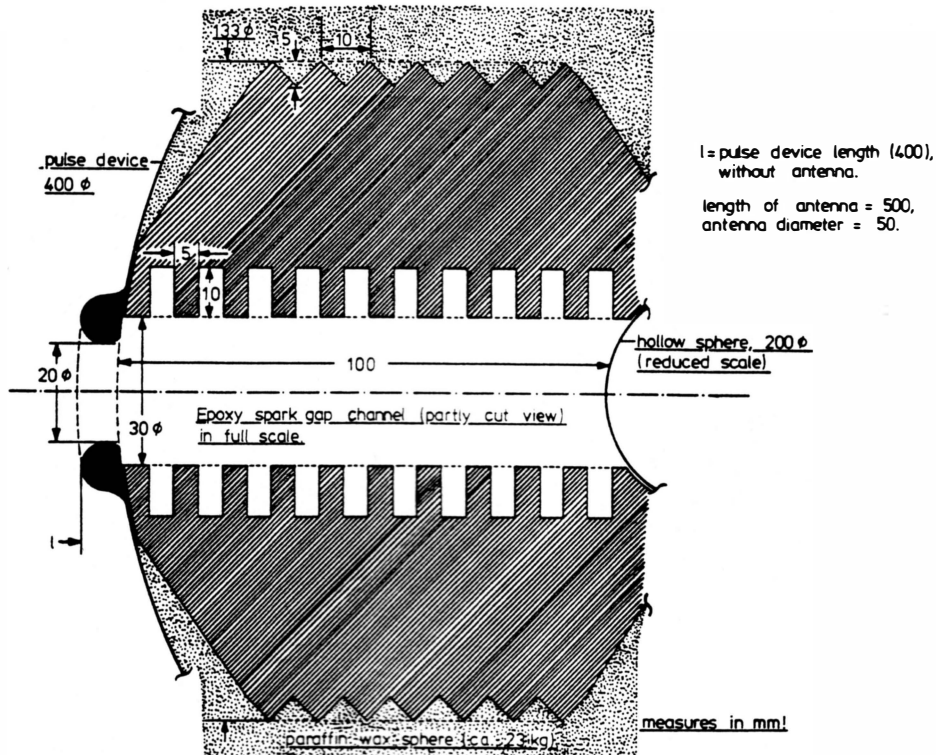 133 φ
5
10
pulse device
400 φ
l = pulse device length (400),
without antenna.
length of antenna = 500,
antenna diameter = 50.
5
10
hollow sphere, 200 φ
(reduced scale)
100
20 φ
30 φ
Epoxy spark gap channel (partly cut view)
in full scale.
l
measures in mm!
paraffin wax sphere (ca. 23 kg)